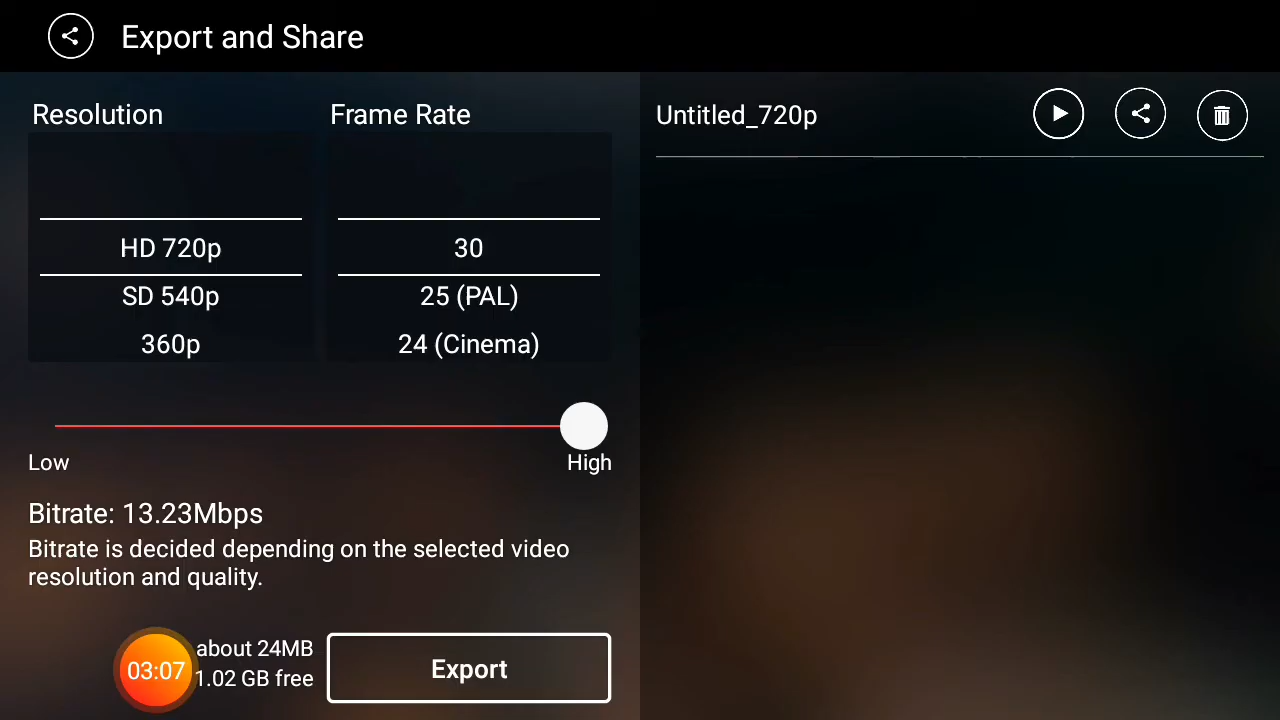 Export and Share
Resolution
Frame Rate
HD 720p
SD 540p
360p
30
25 (PAL)
24 (Cinema)
Low
High
Bitrate: 13.23Mbps
Bitrate is decided depending on the selected video
resolution and quality.
03:07
about 24MB
1.02 GB free
Export
Untitled_720p